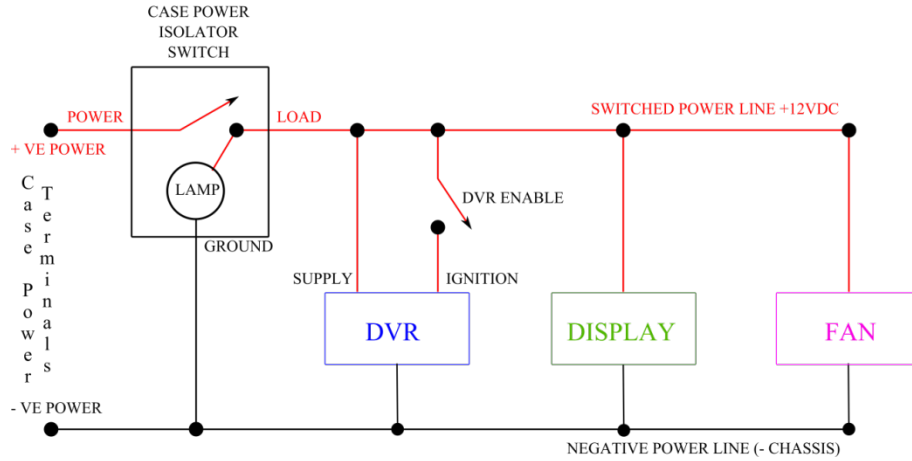 CASE POWER
ISOLATOR
SWITCH
POWER
LOAD
SWITCHED POWER LINE +12VDC
+ VE POWER
Case Power
Terminals
LAMP
DVR ENABLE
GROUND
SUPPLY
IGNITION
DVR
DISPLAY
FAN
- VE POWER
NEGATIVE POWER LINE (- CHASSIS)